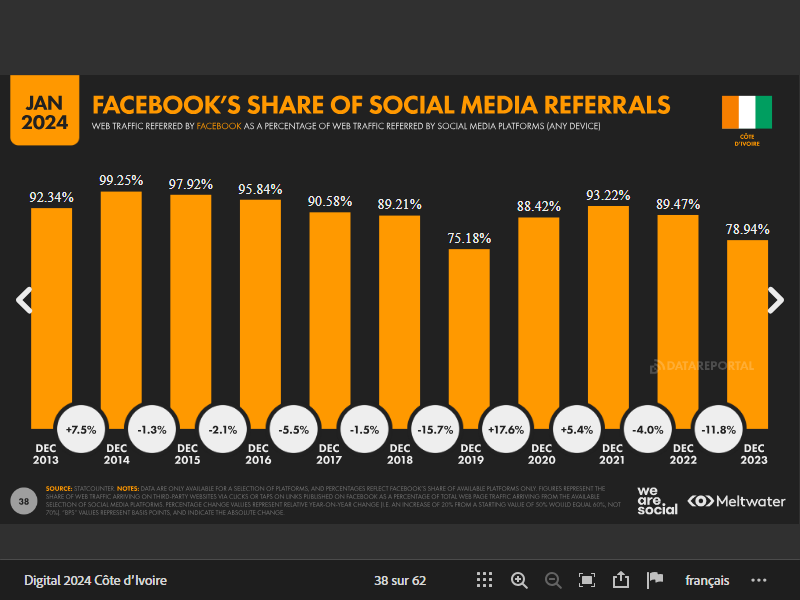 JAN
2024
FACEBOOK'S SHARE OF SOCIAL MEDIA REFERRALS
WEB TRAFFIC REFERRED BY FACEBOOK AS A PERCENTAGE OF WEB TRAFFIC REFERRED BY SOCIAL MEDIA PLATFORMS (ANY DEVICE)
CÔTE
D'IVOIRE
92.34%
99.25%
97.92%
95.84%
90.58%
89.21%
75.18%
88.42%
93.22%
89.47%
78.94%
DATAREPORTAL
+7.5%
-1.3%
-2.1%
-5.5%
-1.5%
-15.7%
+17.6%
+5.4%
-4.0%
-11.8%
DEC
2013
DEC
2014
DEC
2015
DEC
2016
DEC
2017
DEC
2018
DEC
2019
DEC
2020
DEC
2021
DEC
2022
DEC
2023
38
SOURCE: STATCOUNTER. NOTES: DATA ARE ONLY AVAILABLE FOR A SELECTION OF PLATFORMS, AND PERCENTAGES REFLECT FACEBOOK'S SHARE OF AVAILABLE PLATFORMS ONLY. FIGURES REPRESENT THE
SHARE OF WEB TRAFFIC ARRIVING ON THIRD-PARTY WEBSITES VIA CLICKS OR TAPS ON LINKS PUBLISHED ON FACEBOOK AS A PERCENTAGE OF TOTAL WEB PAGE TRAFFIC ARRIVING FROM THE AVAILABLE
SELECTION OF SOCIAL MEDIA PLATFORMS. PERCENTAGE CHANGE VALUES REPRESENT RELATIVE YEAR-ON-YEAR CHANGE (I.E. AN INCREASE OF 20% FROM A STARTING VALUE OF 50% WOULD EQUAL 60%, NOT
70%). "BPS" VALUES REPRESENT BASIS POINTS, AND INDICATE THE ABSOLUTE CHANGE.
we
are.
social
Meltwater
Digital 2024 Côte d'Ivoire
38 sur 62
français